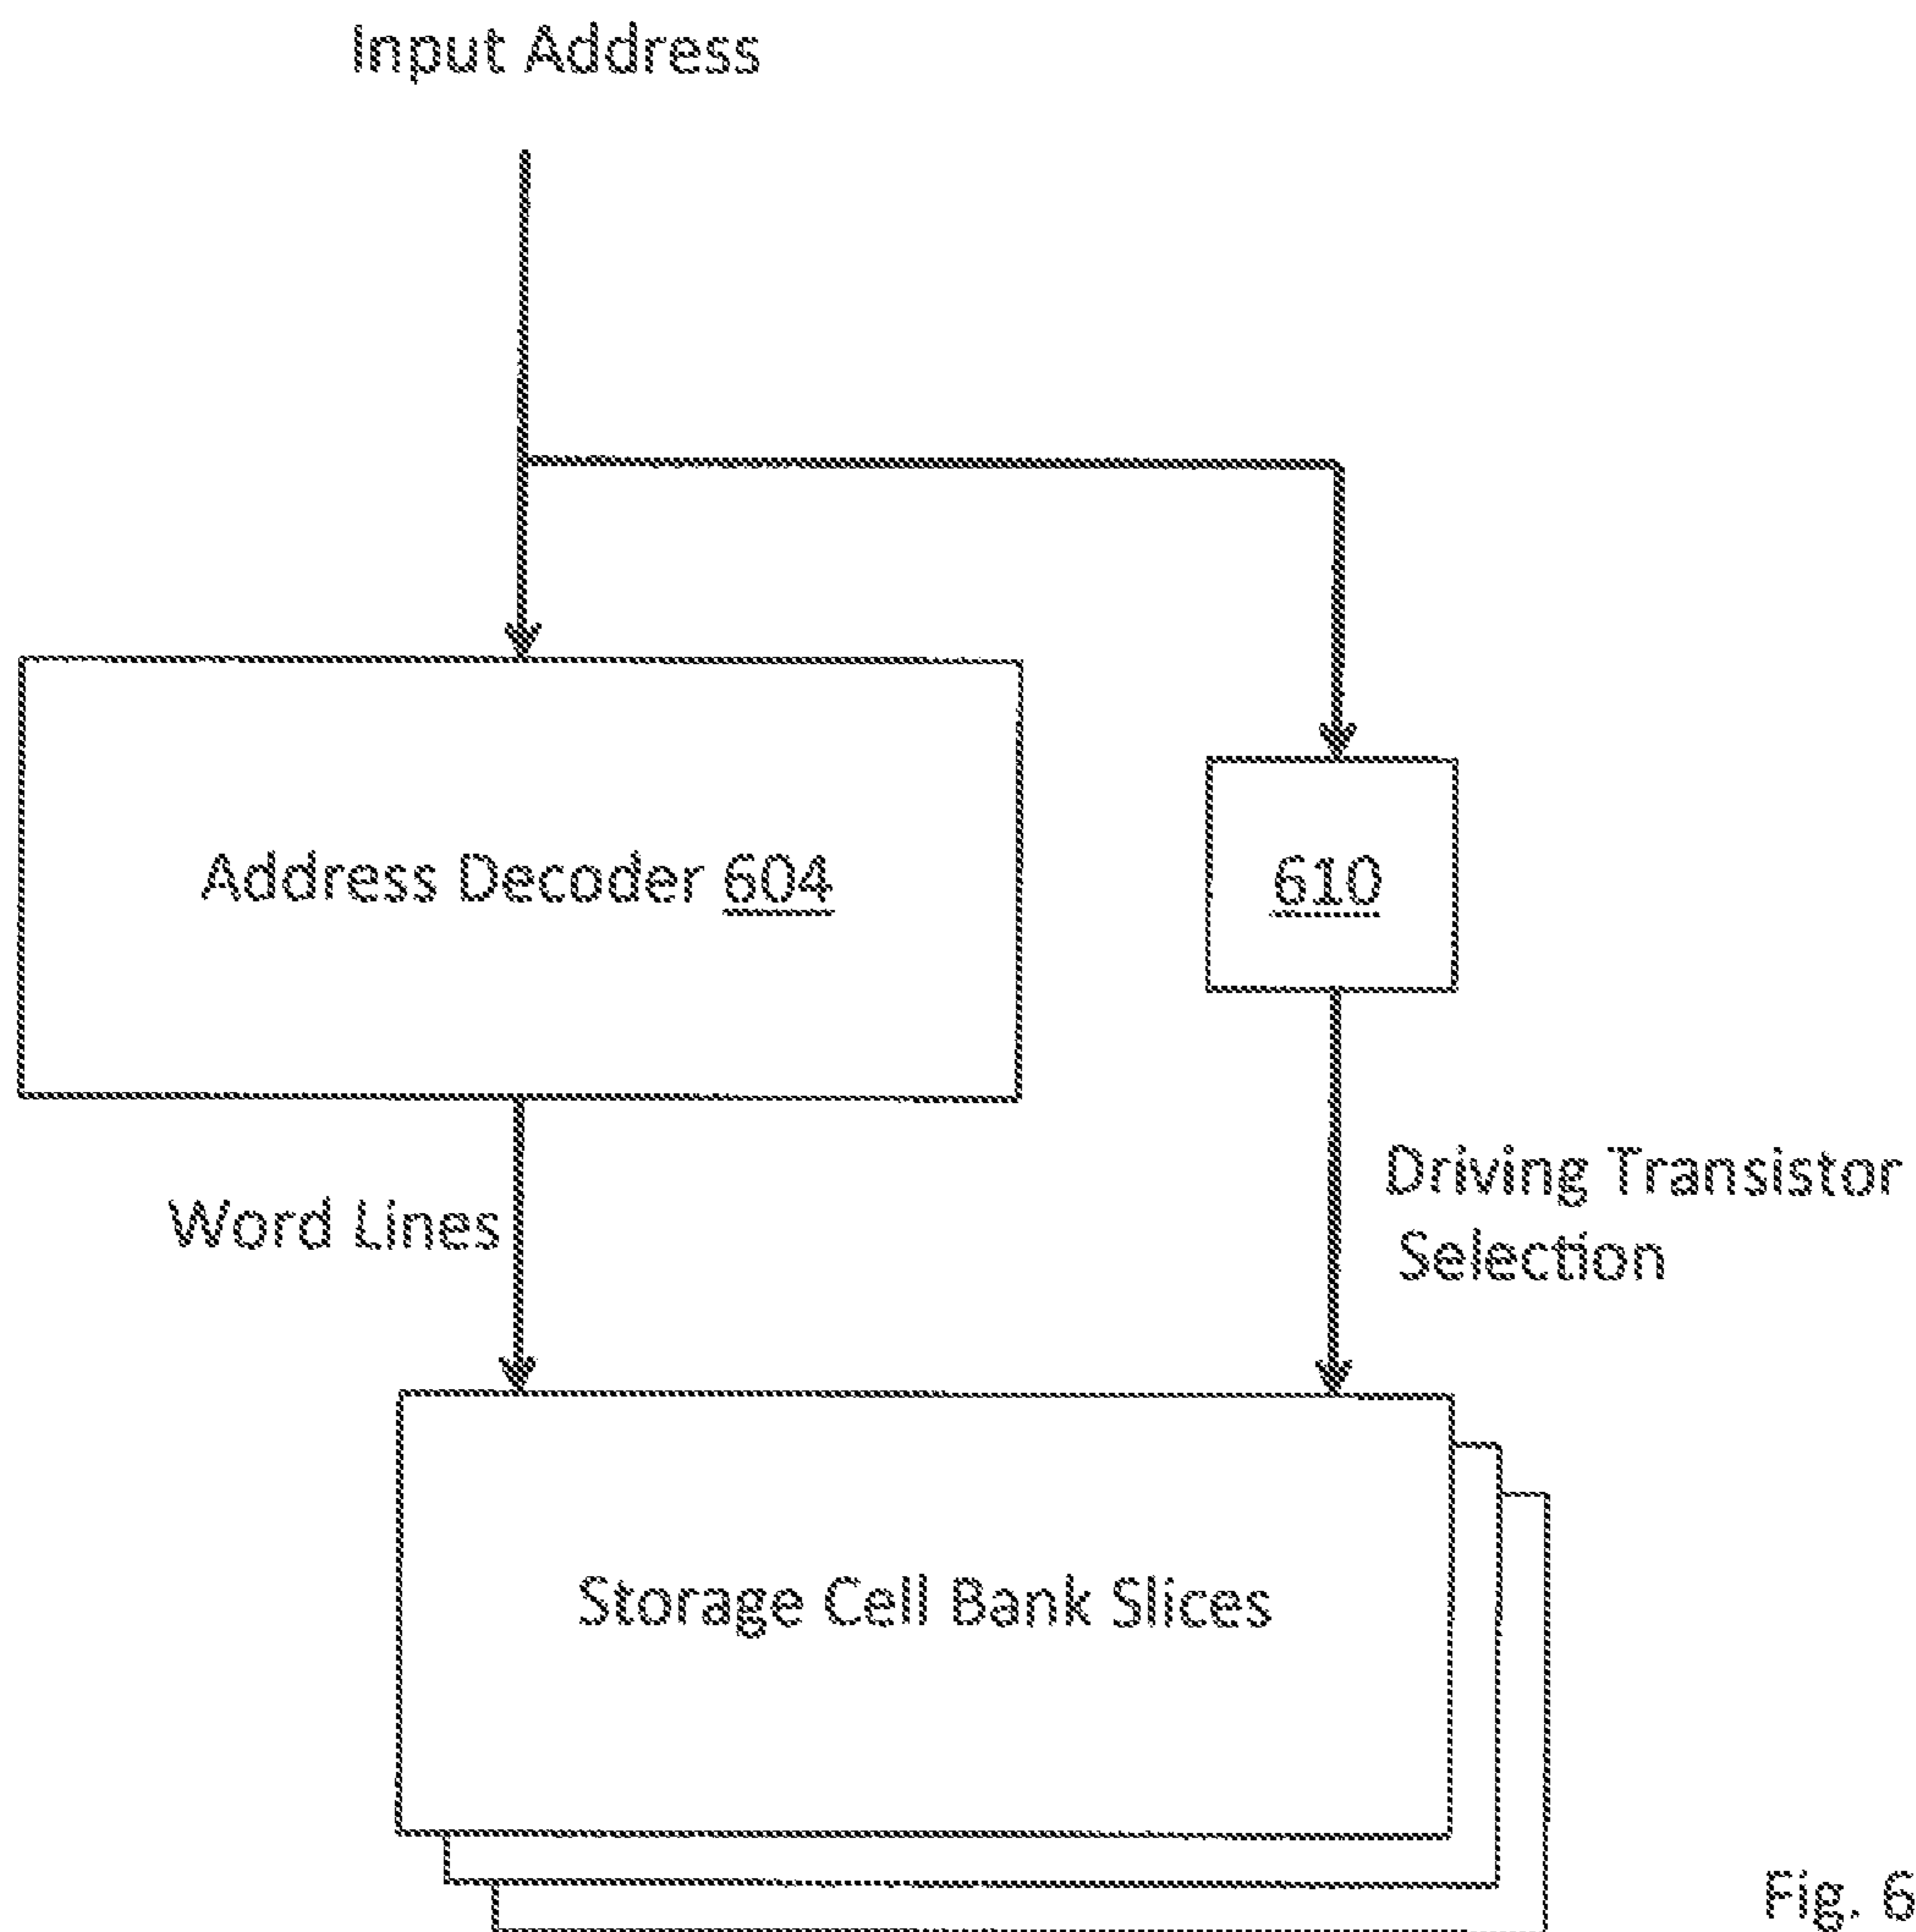 Input Address
Address Decoder 604
610
Word Lines
Driving Transistor
Selection
Storage Cell Bank Slices
Fig. 6